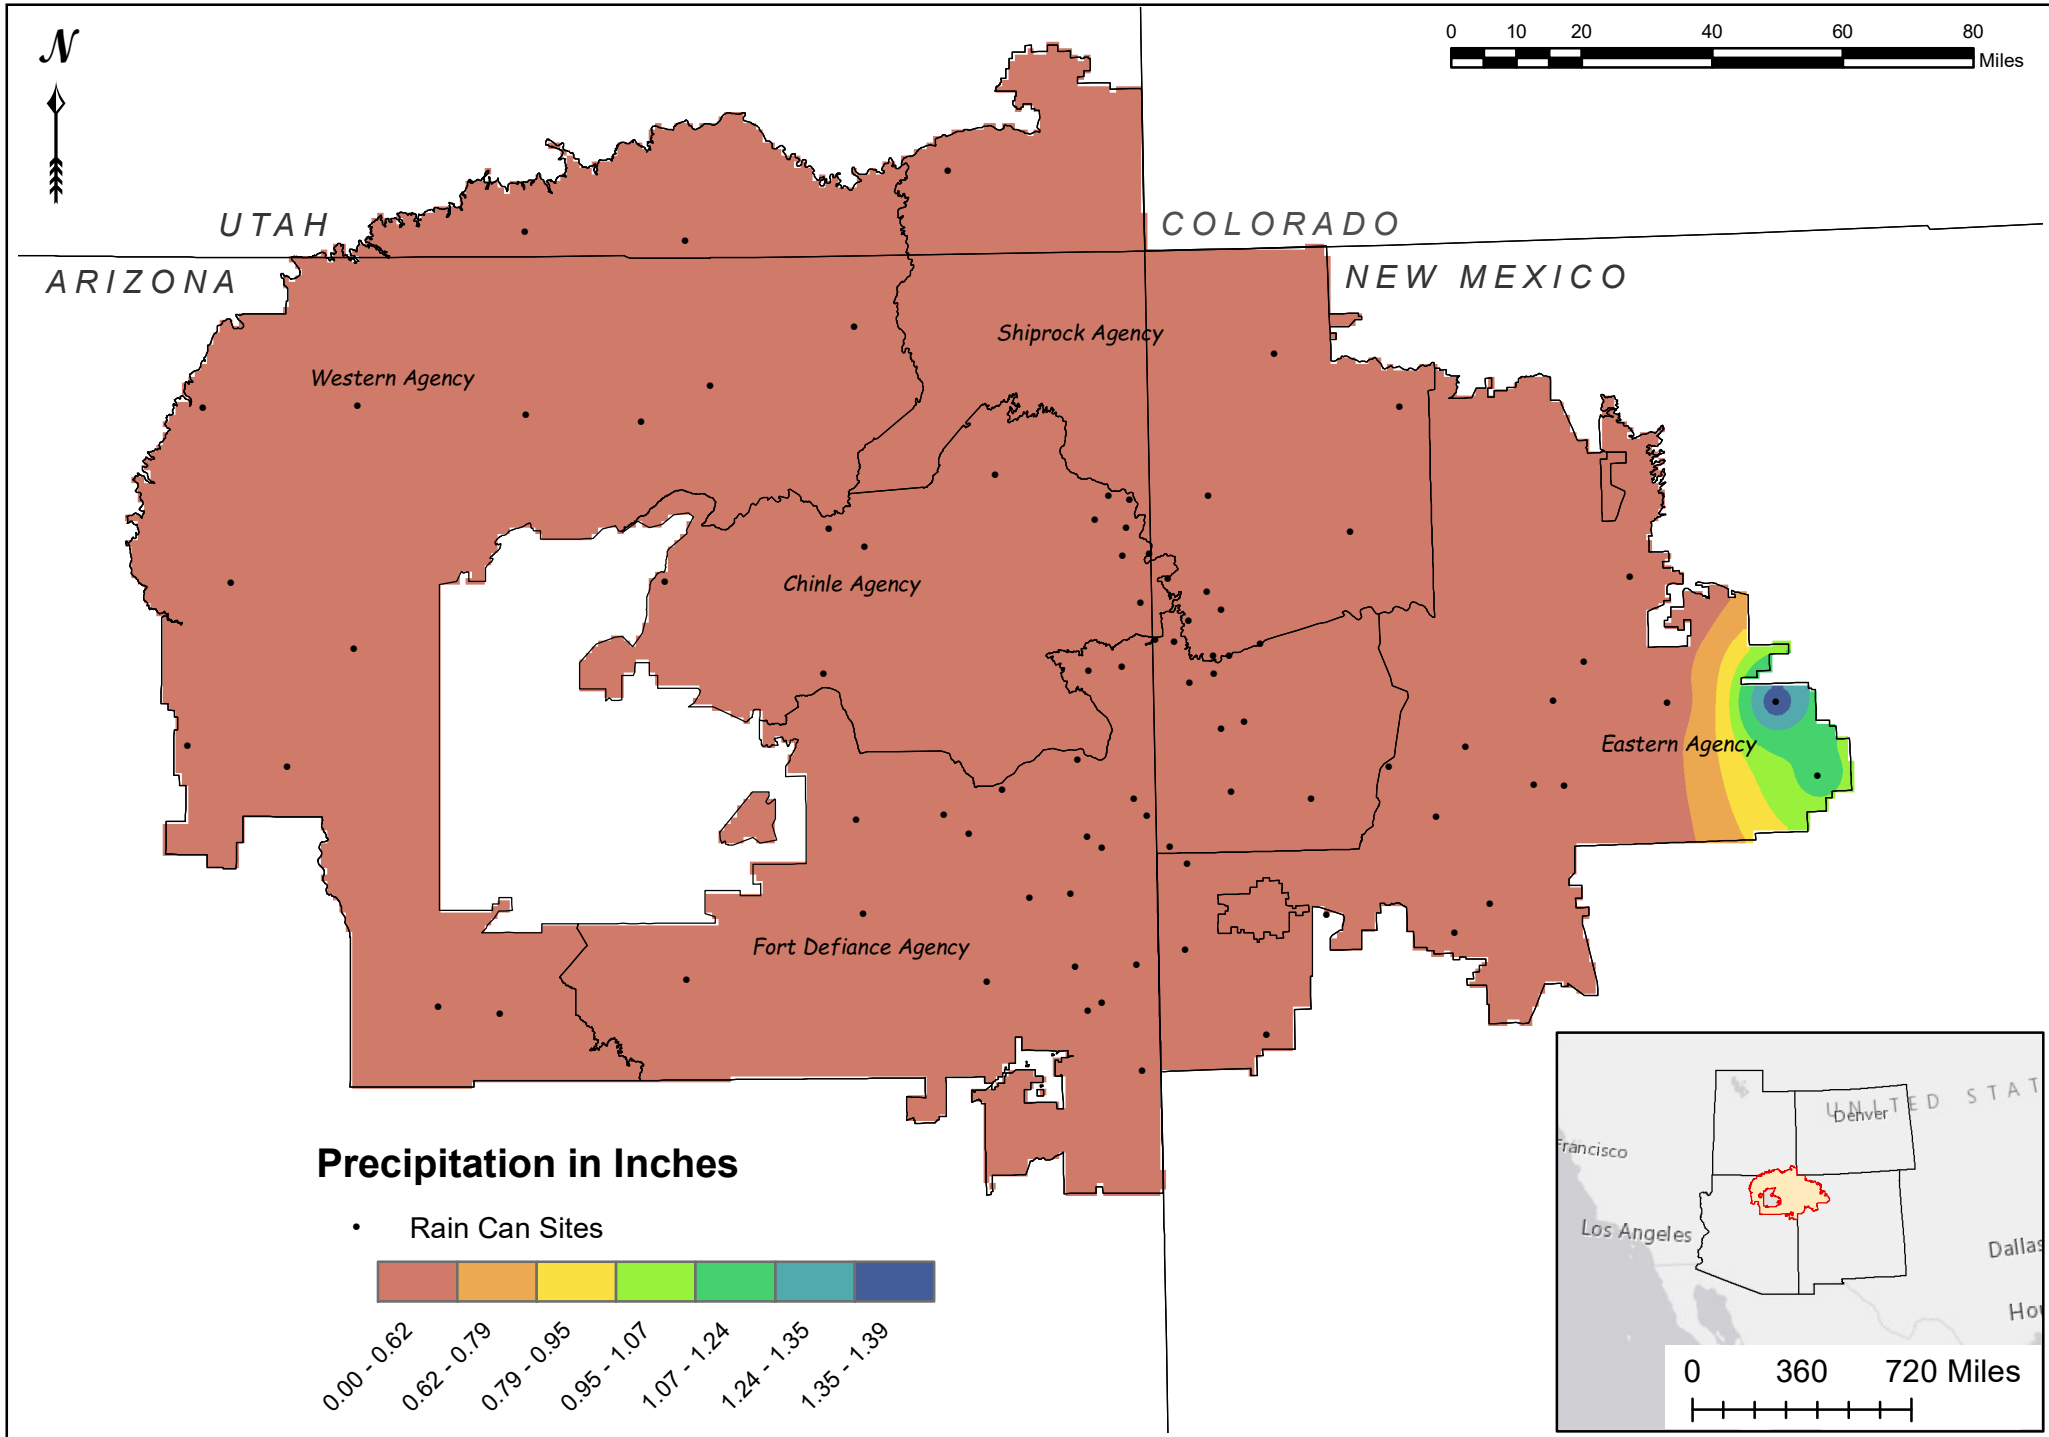 N
0 10 20 40 60 80
Miles
UTAH
COLORADO
ARIZONA
NEW MEXICO
Shiprock Agency
Western Agency
Chinle Agency
Eastern Agency
Fort Defiance Agency
Precipitation in Inches
Rain Can Sites
0.00 - 0.62
0.62 - 0.79
0.79 - 0.95
0.95 - 1.07
1.07 - 1.24
1.24 - 1.35
1.35 - 1.39
UNITED STAT
Denver
Francisco
Los Angeles
Dallas
Hou
0 360 720 Miles